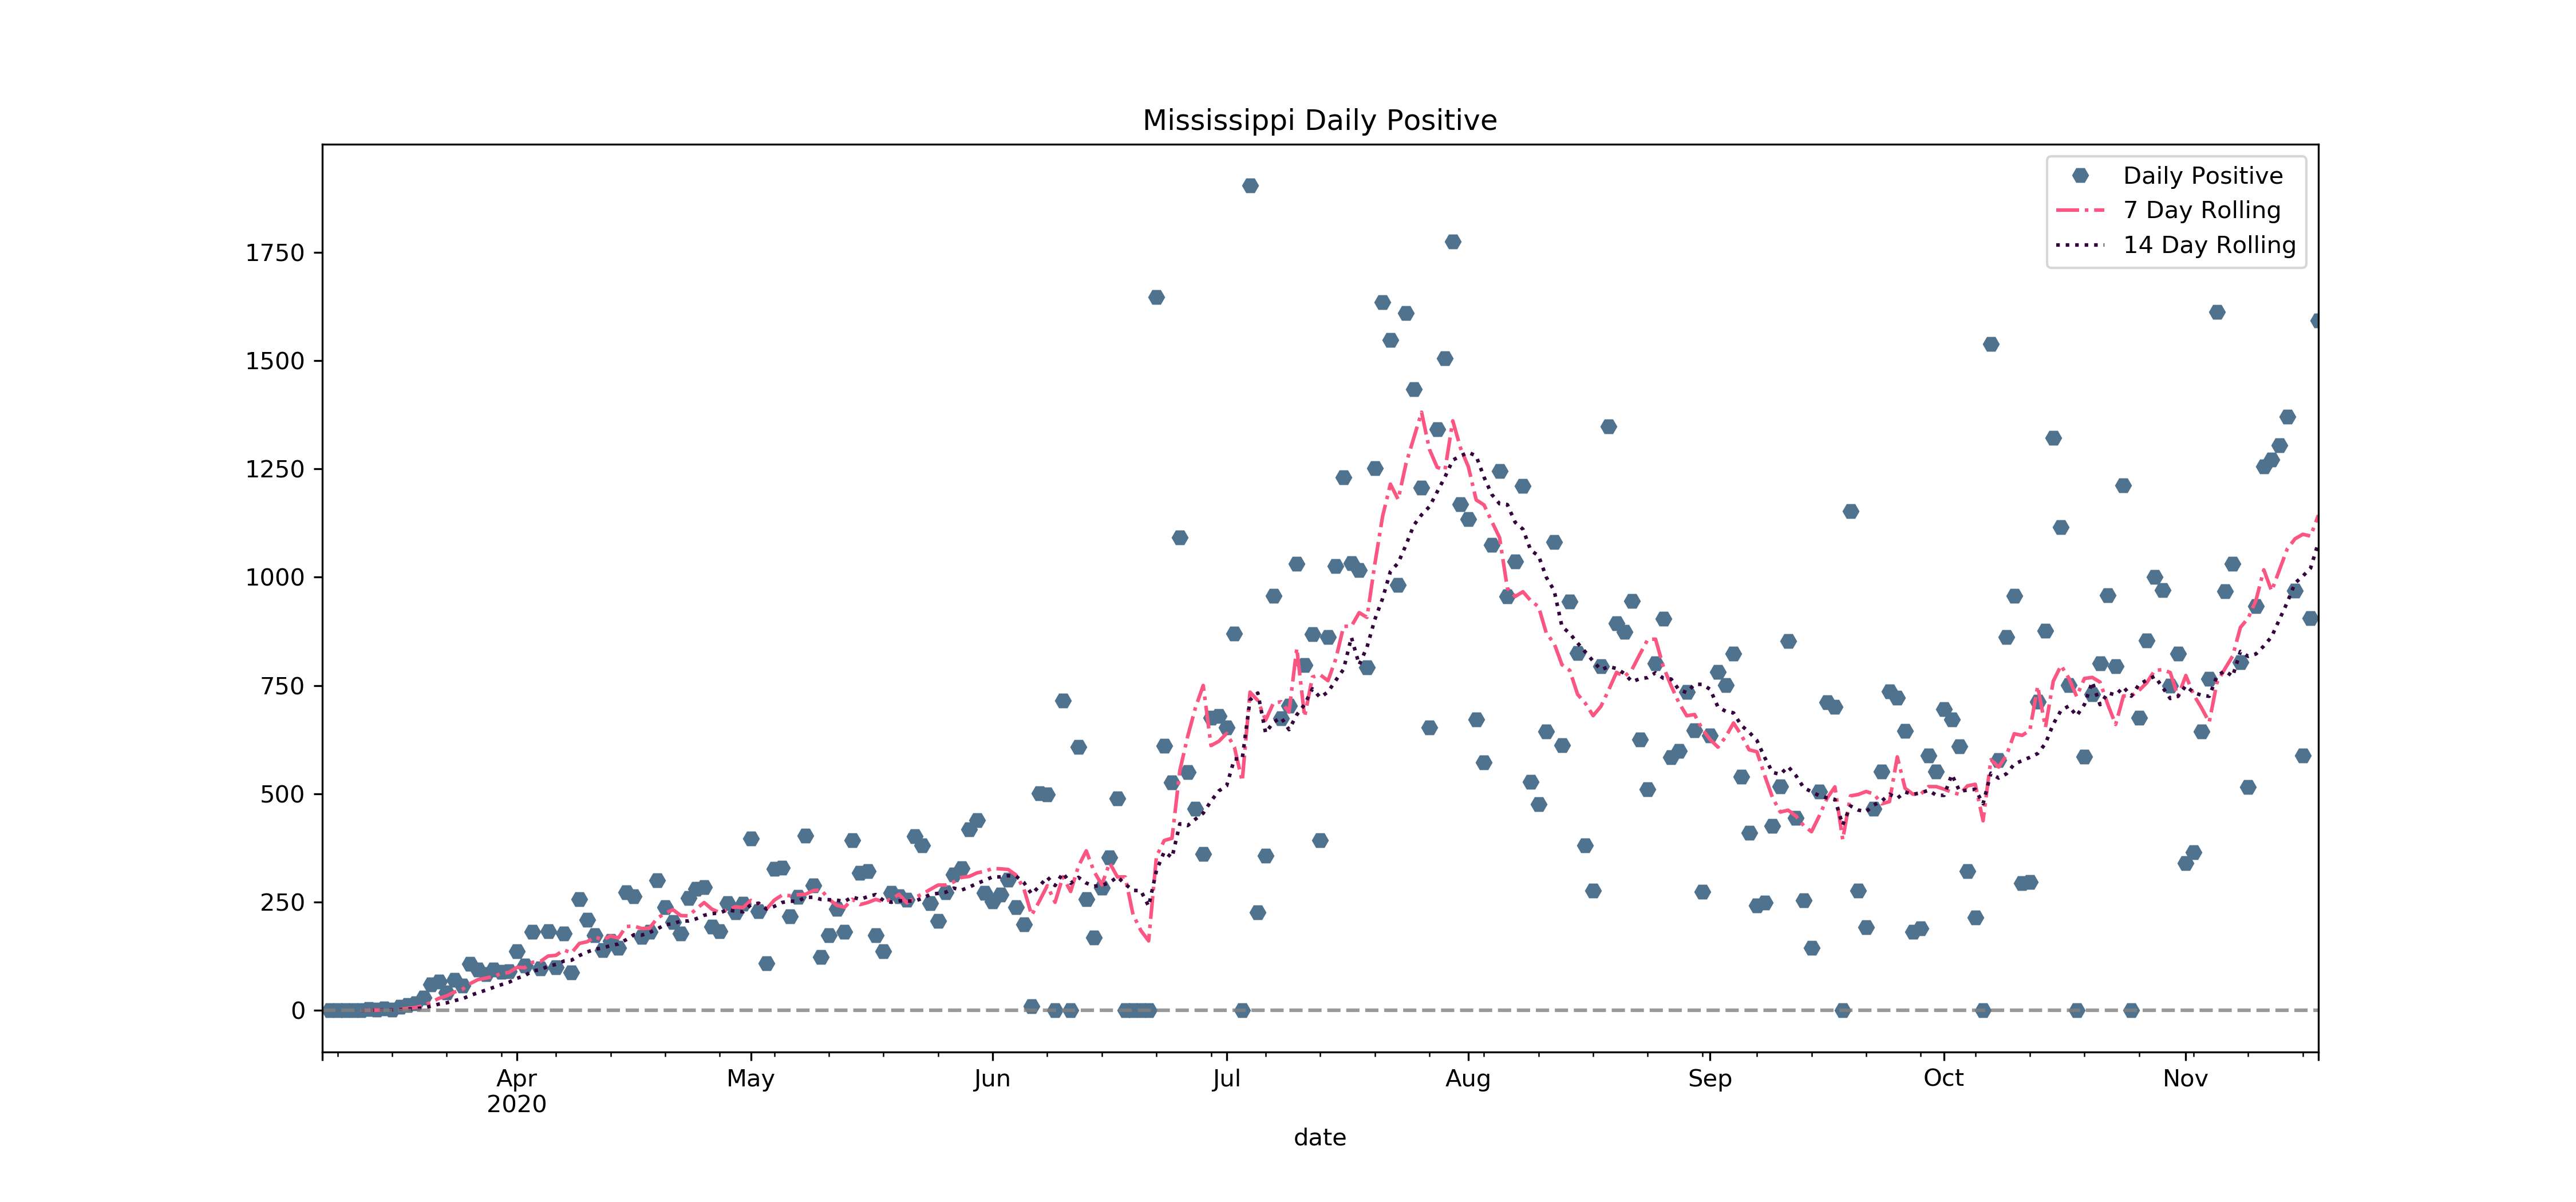 Mississippi Daily Positive
Daily Positive
7 Day Rolling
14 Day Rolling
1750
1500
1250
1000
750
500
250
0
Apr May Jun Jul Aug Sep Oct Nov
2020
date